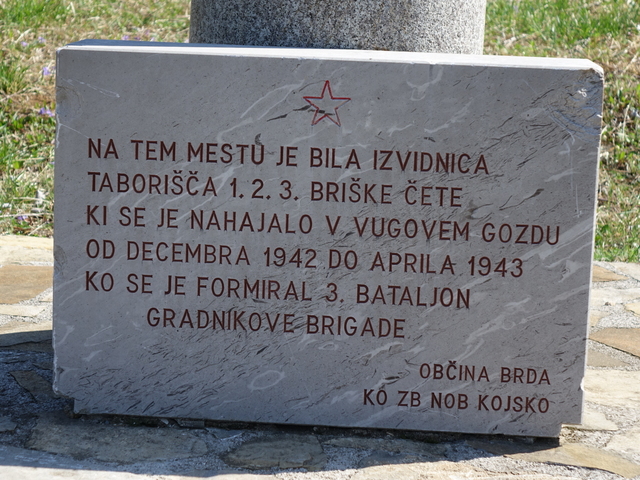 NA TEM MESTU JE BILA IZVIDNICA
TABORIŠČA 1. 2. 3. BRIŠKE ČETE
KI SE JE NAHAJALO V VUGOVEM GOZDU
OD DECEMBRA 1942 DO APRILA 1943
KO SE JE FORMIRAL 3. BATALJON
GRADNIKOVE BRIGADE
OBČINA BRDA
KO ZB NOB KOJSKO